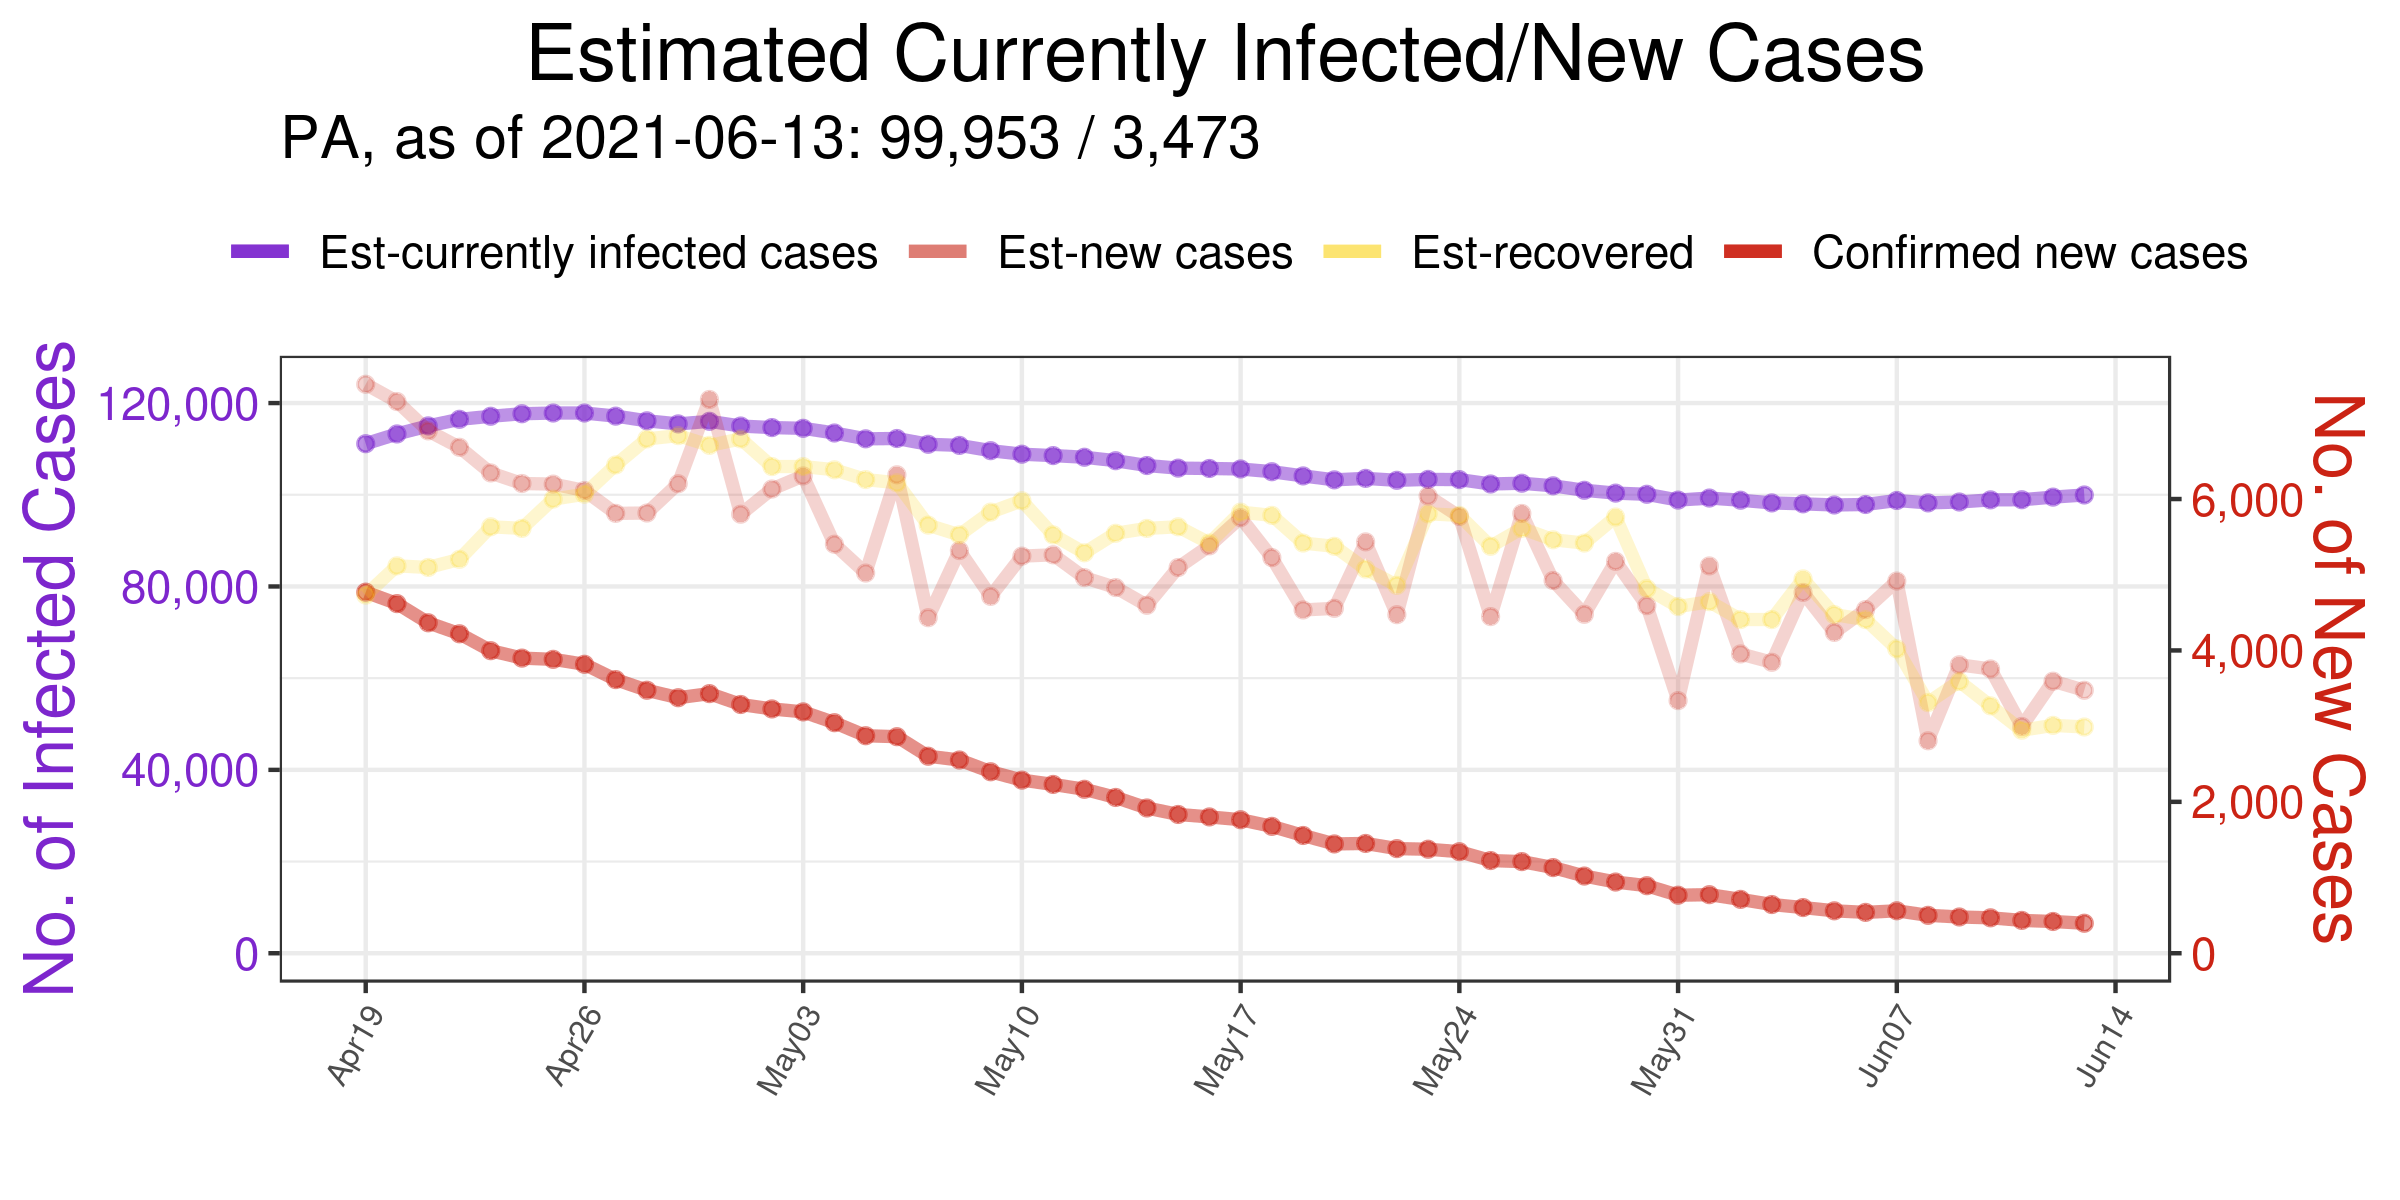 Estimated Currently Infected/New Cases
PA, as of 2021-06-13: 99,953 / 3,473
Est-currently infected cases Est-new cases Est-recovered Confirmed new cases
No. of Infected Cases
120,000
80,000
40,000
0
6,000
4,000
2,000
0
No. of New Cases
Apr19 Apr26 May03 May10 May17 May24 May31 Jun07 Jun14